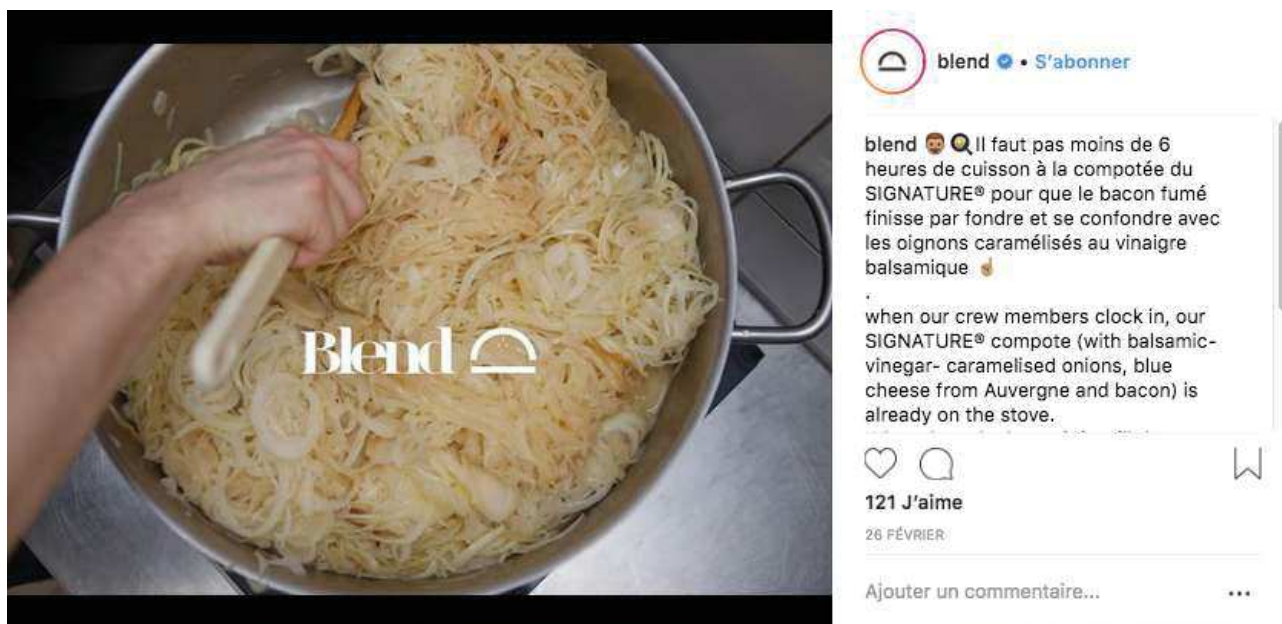 Blend
blend • S'abonner
blend 👨🏽‍🍳 🍳Il faut pas moins de 6
heures de cuisson à la compotée du
SIGNATURE® pour que le bacon fumé
finisse par fondre et se confondre avec
les oignons caramélisés au vinaigre
balsamique ☝🏽
.
when our crew members clock in, our
SIGNATURE® compote (with balsamic-
vinegar- caramelised onions, blue
cheese from Auvergne and bacon) is
already on the stove.
121 J'aime
26 FÉVRIER
Ajouter un commentaire...